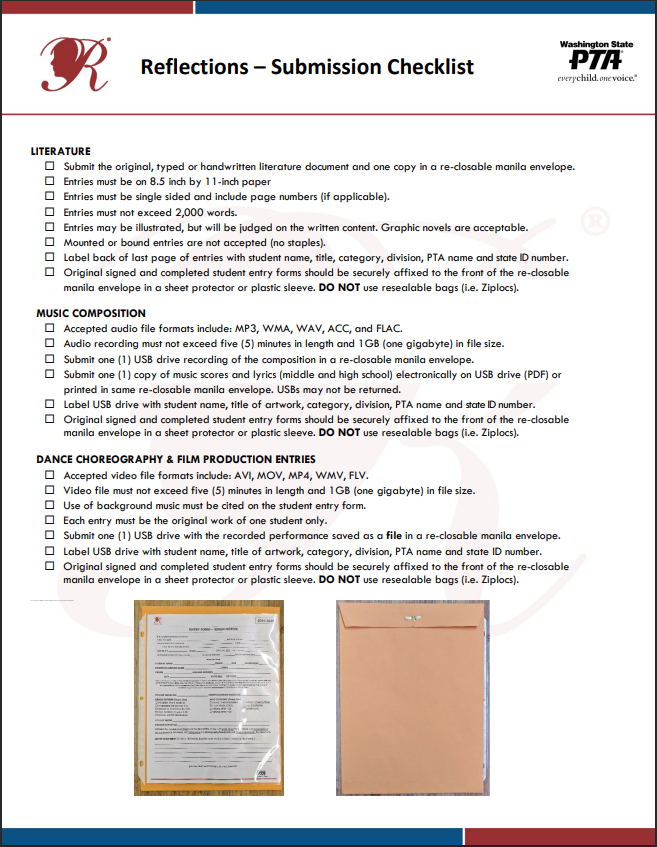 R
Reflections – Submission Checklist
Washington State
PTA
everychild.onevoice.®
LITERATURE
☐ Submit the original, typed or handwritten literature document and one copy in a re-closable manila envelope.
☐ Entries must be on 8.5 inch by 11-inch paper
☐ Entries must be single sided and include page numbers (if applicable).
☐ Entries must not exceed 2,000 words.
☐ Entries may be illustrated, but will be judged on the written content. Graphic novels are acceptable.
☐ Mounted or bound entries are not accepted (no staples).
☐ Label back of last page of entries with student name, title, category, division, PTA name and state ID number.
☐ Original signed and completed student entry forms should be securely affixed to the front of the re-closable
manila envelope in a sheet protector or plastic sleeve. DO NOT use resealable bags (i.e. Ziplocs).
MUSIC COMPOSITION
☐ Accepted audio file formats include: MP3, WMA, WAV, ACC, and FLAC.
☐ Audio recording must not exceed five (5) minutes in length and 1GB (one gigabyte) in file size.
☐ Submit one (1) USB drive recording of the composition in a re-closable manila envelope.
☐ Submit one (1) copy of music scores and lyrics (middle and high school) electronically on USB drive (PDF) or
printed in same re-closable manila envelope. USBs may not be returned.
☐ Label USB drive with student name, title of artwork, category, division, PTA name and state ID number.
☐ Original signed and completed student entry forms should be securely affixed to the front of the re-closable
manila envelope in a sheet protector or plastic sleeve. DO NOT use resealable bags (i.e. Ziplocs).
DANCE CHOREOGRAPHY & FILM PRODUCTION ENTRIES
☐ Accepted video file formats include: AVI, MOV, MP4, WMV, FLV.
☐ Video file must not exceed five (5) minutes in length and 1GB (one gigabyte) in file size.
☐ Use of background music must be cited on the student entry form.
☐ Each entry must be the original work of one student only.
☐ Submit one (1) USB drive with the recorded performance saved as a file in a re-closable manila envelope.
☐ Label USB drive with student name, title of artwork, category, division, PTA name and state ID number.
☐ Original signed and completed student entry forms should be securely affixed to the front of the re-closable
manila envelope in a sheet protector or plastic sleeve. DO NOT use resealable bags (i.e. Ziplocs).